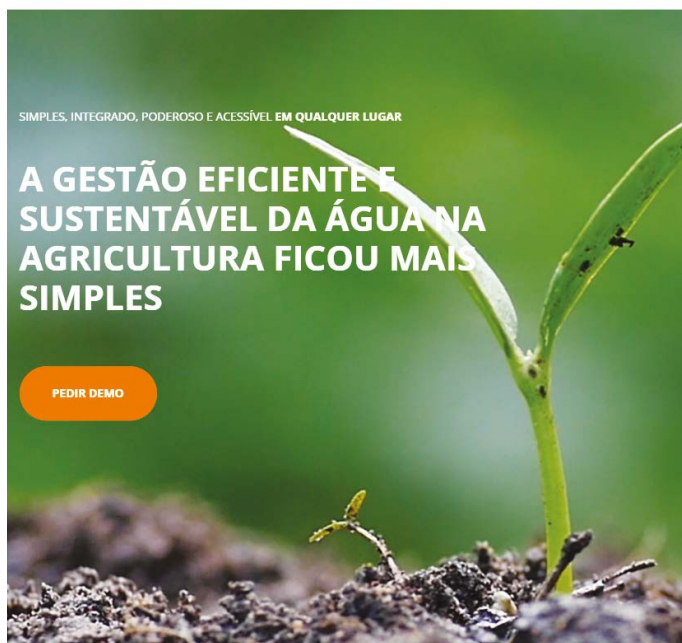 SIMPLES, INTEGRADO, PODEROSO E ACESSÍVEL EM QUALQUER LUGAR
A GESTÃO EFICIENTE E
SUSTENTÁVEL DA ÁGUA NA
AGRICULTURA FICOU MAIS
SIMPLES
PEDIR DEMO